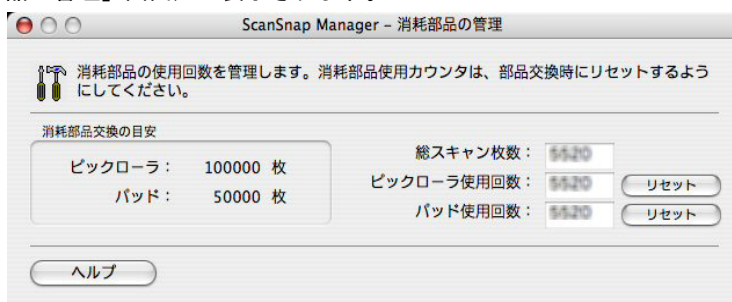 ScanSnap Manager – 消耗部品の管理
消耗部品の使用回数を管理します。消耗部品使用カウンタは、部品交換時にリセットするよう
にしてください。
消耗部品交換の目安
ピックローラ： 100000 枚
パッド： 50000 枚
総スキャン枚数：
ピックローラ使用回数： リセット
パッド使用回数： リセット
ヘルプ